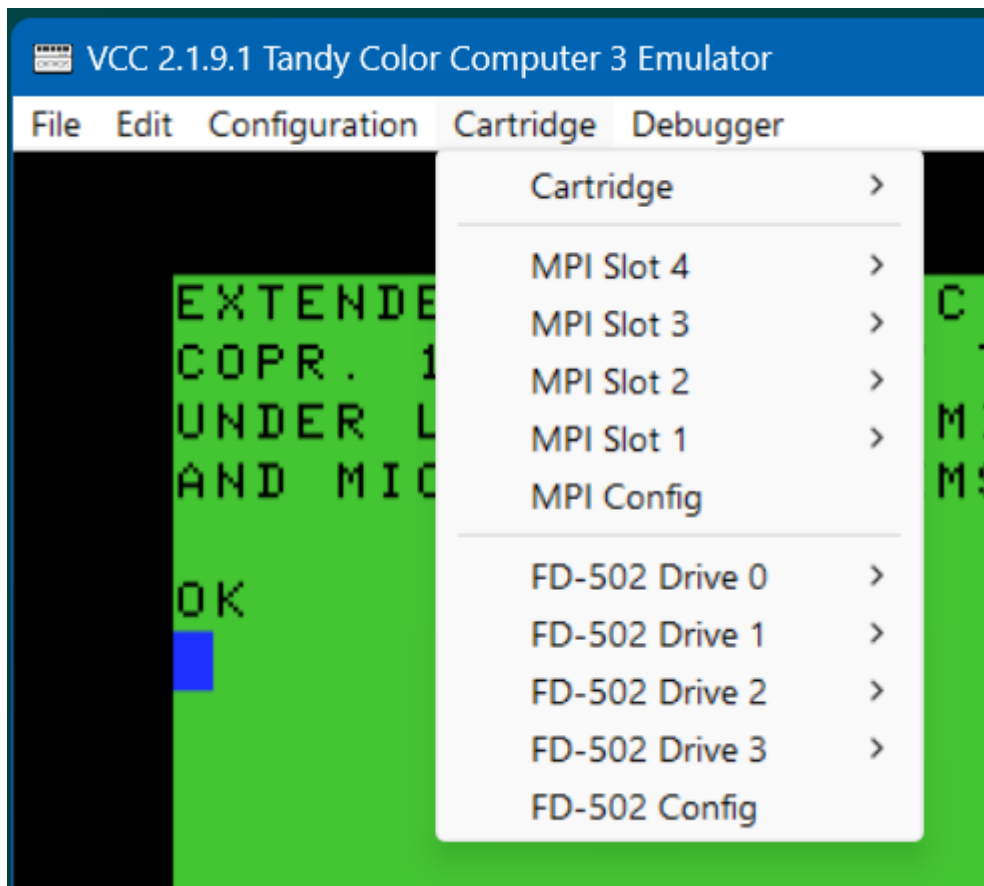 VCC 2.1.9.1 Tandy Color Computer 3 Emulator
File Edit Configuration Cartridge Debugger
Cartridge
MPI Slot 4
MPI Slot 3
MPI Slot 2
MPI Slot 1
MPI Config
FD-502 Drive 0
FD-502 Drive 1
FD-502 Drive 2
FD-502 Drive 3
FD-502 Config
EXTENDE C
COPR. 1
UNDER L M
AND MIC MS
OK